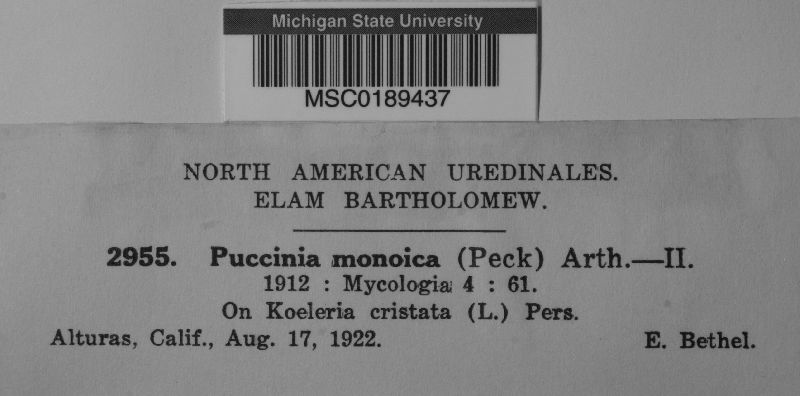 Michigan State University
MSC0189437
NORTH AMERICAN UREDINALES.
ELAM BARTHOLOMEW.
2955. Puccinia monoica (Peck) Arth.—II.
1912 : Mycologia 4 : 61.
On Koeleria cristata (L.) Pers.
Alturas, Calif., Aug. 17, 1922. E. Bethel.